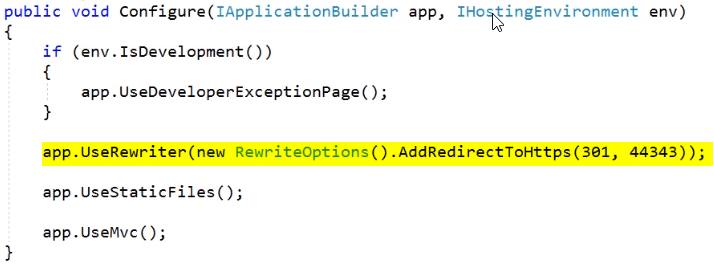 public void Configure(IApplicationBuilder app, IHostingEnvironment env)
{
if (env.IsDevelopment())
{
app.UseDeveloperExceptionPage();
}
app.UseRewriter(new RewriteOptions().AddRedirectToHttps(301, 44343));
app.UseStaticFiles();
app.UseMvc();
}